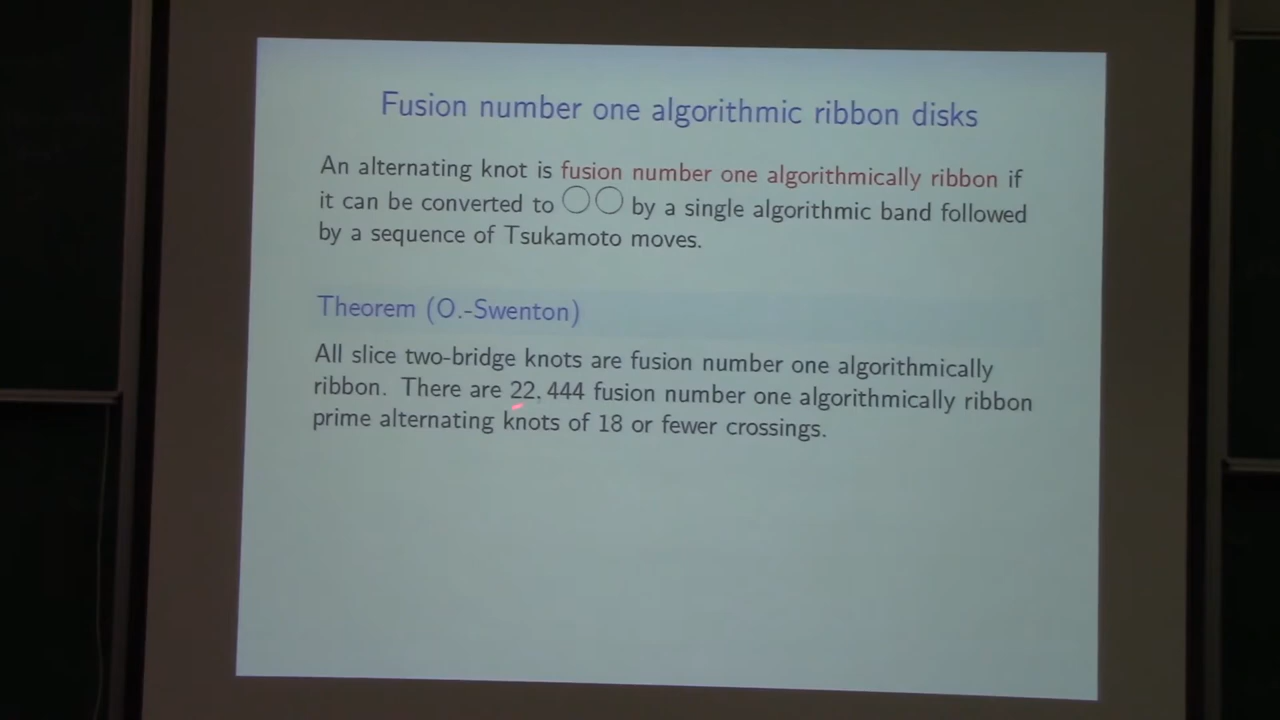 Fusion number one algorithmic ribbon disks
An alternating knot is fusion number one algorithmically ribbon if
it can be converted to ◯◯ by a single algorithmic band followed
by a sequence of Tsukamoto moves.
Theorem (O.-Swenton)
All slice two-bridge knots are fusion number one algorithmically
ribbon. There are 22,444 fusion number one algorithmically ribbon
prime alternating knots of 18 or fewer crossings.